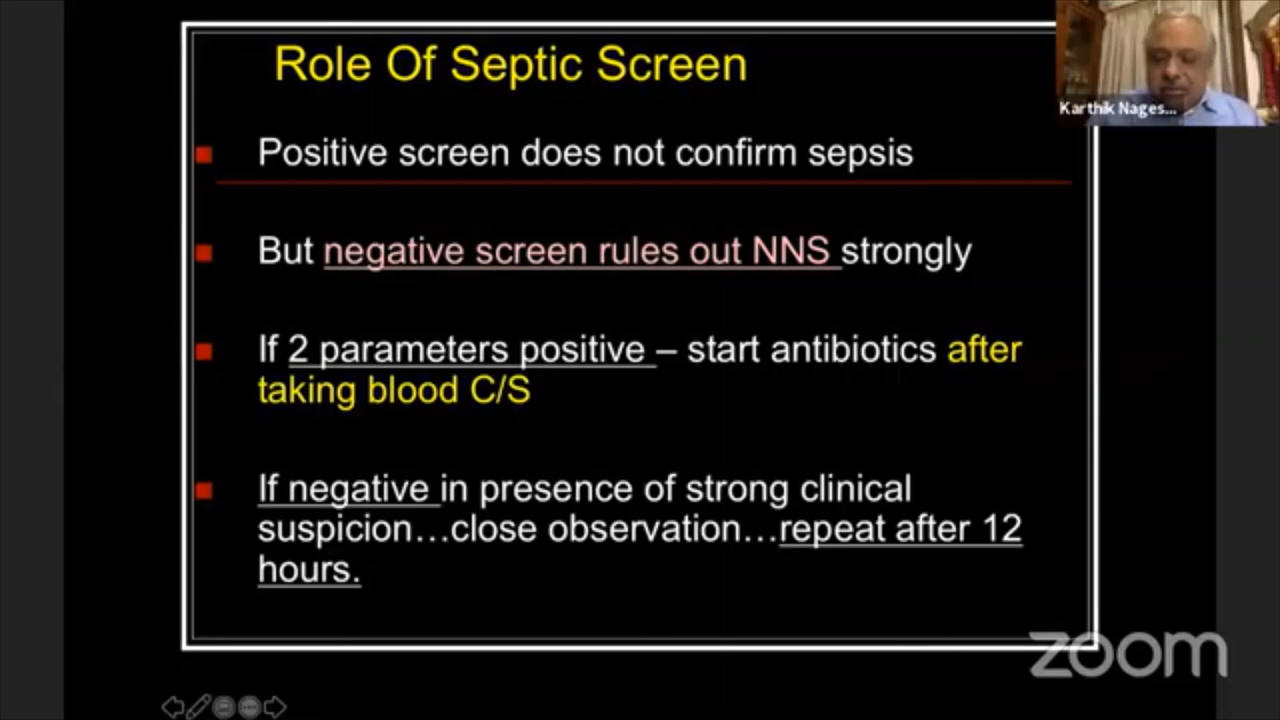 Role Of Septic Screen
Karthik Nages...
Positive screen does not confirm sepsis
But negative screen rules out NNS strongly
If 2 parameters positive – start antibiotics after
taking blood C/S
If negative in presence of strong clinical
suspicion…close observation…repeat after 12
hours.
zoom